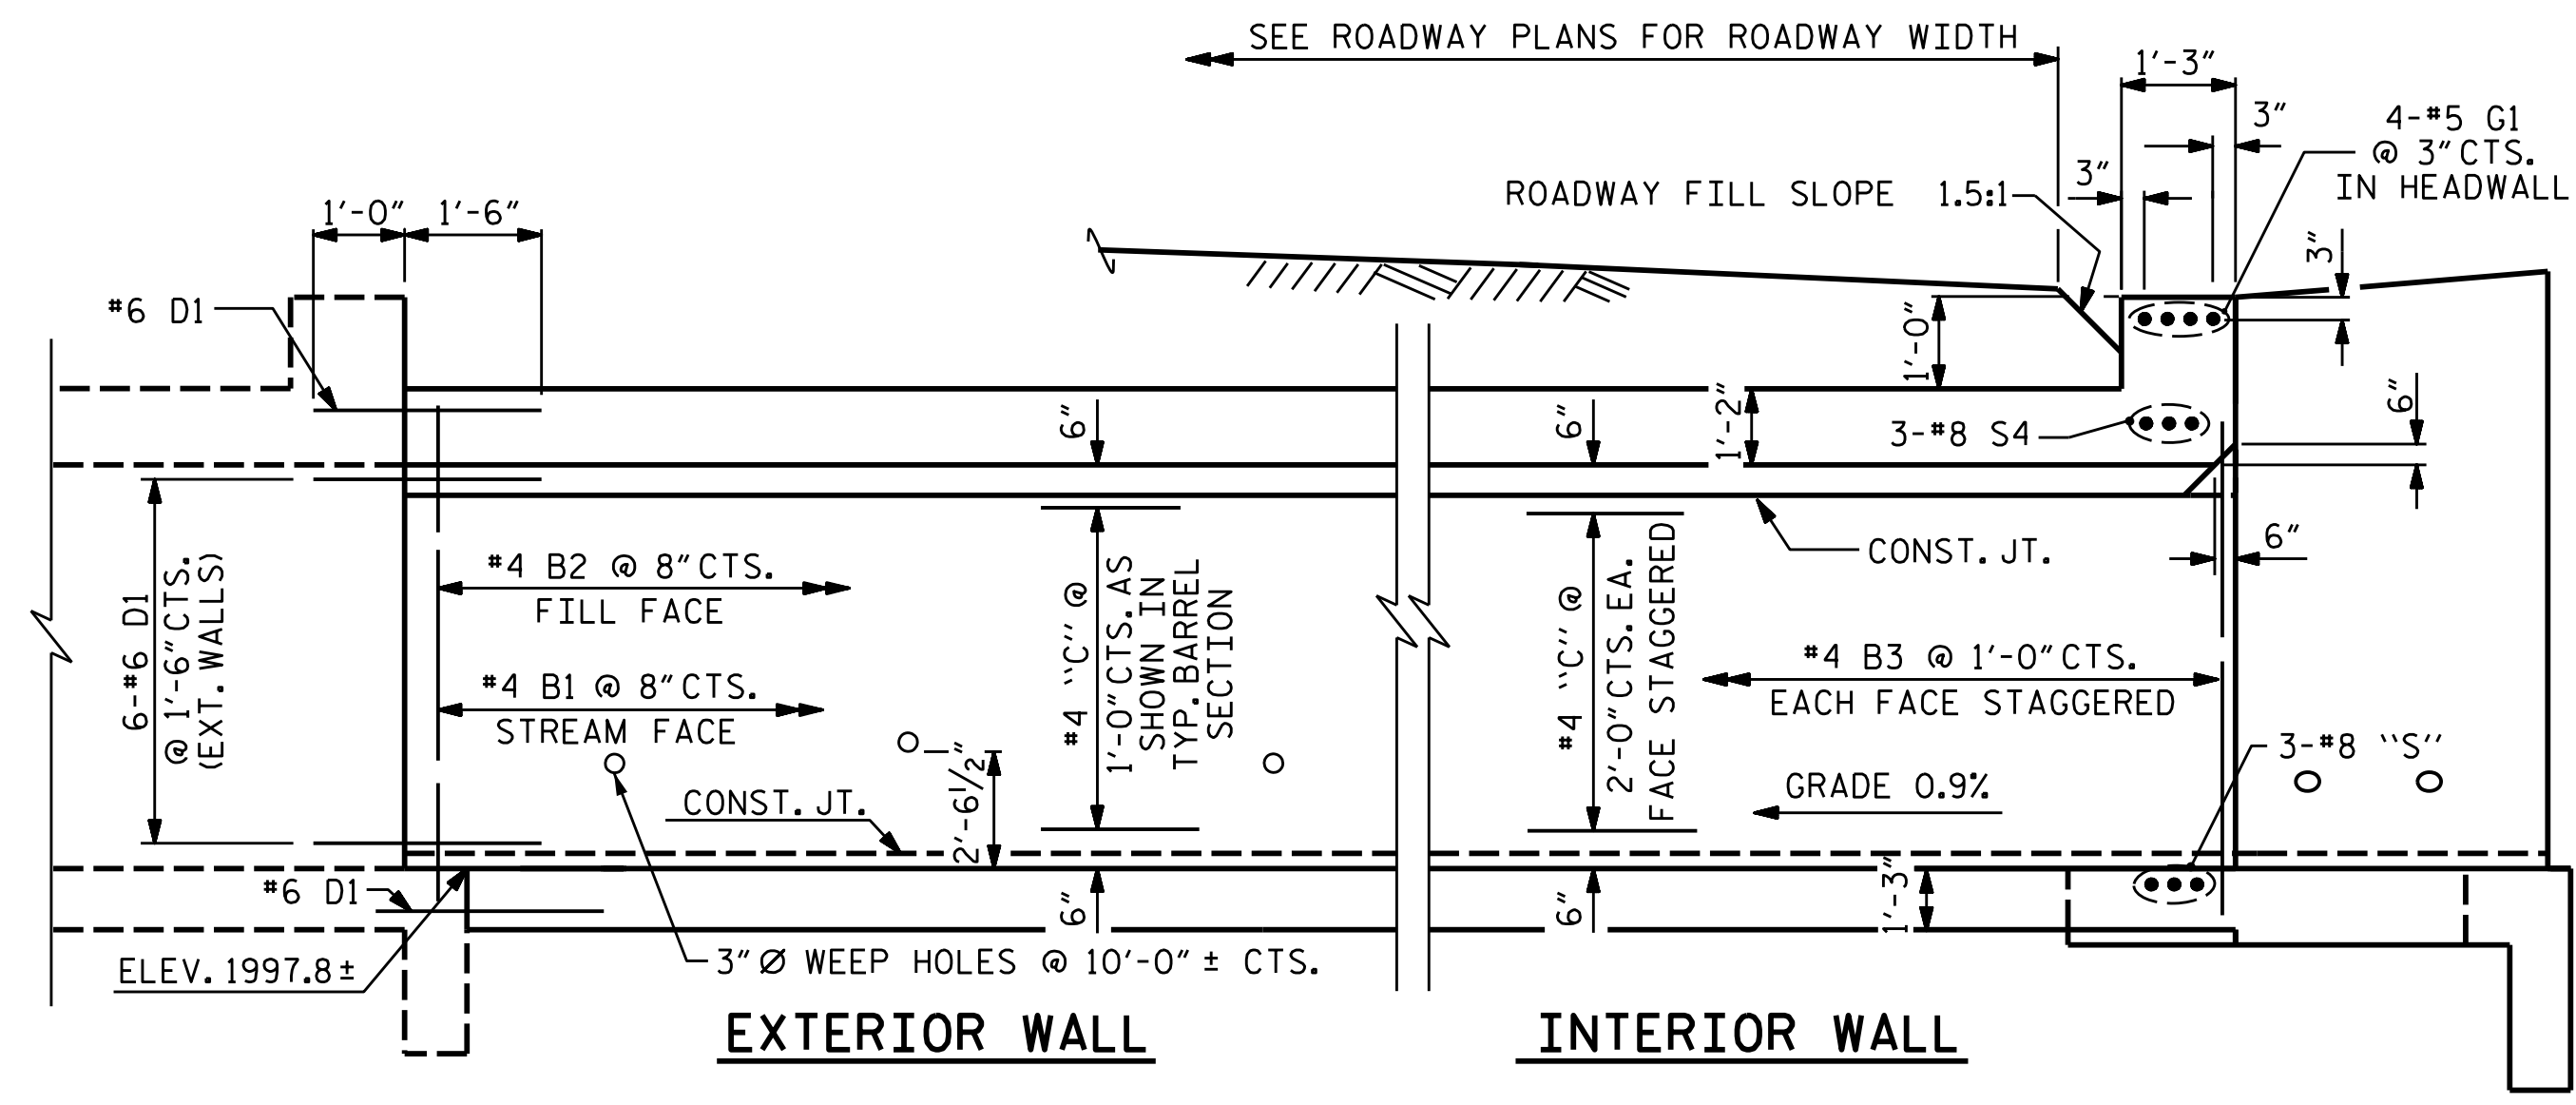 SEE ROADWAY PLANS FOR ROADWAY WIDTH
1'-3"
3"
4-#5 G1
@ 3"CTS.
IN HEADWALL
3"
ROADWAY FILL SLOPE 1.5:1
1'-0" 1'-6"
3"
#6 D1
1'-0"
6"
6"
1'-2"
6"
3-#8 S4
6"
CONST. JT.
#4 B2 @ 8"CTS.
FILL FACE
6-#6 D1
@ 1'-6"CTS.
(EXT. WALLS)
#4 B1 @ 8"CTS.
STREAM FACE
#4 "C" @
1'-0"CTS. AS
SHOWN IN
TYP. BARREL
SECTION
#4 "C" @
2'-0"CTS. EA.
FACE STAGGERED
#4 B3 @ 1'-0"CTS.
EACH FACE STAGGERED
3-#8 "S"
GRADE 0.9%
CONST. JT.
2'-6 1/2"
#6 D1
6"
6"
1'-3"
ELEV. 1997.8±
3"Ø WEEP HOLES @ 10'-0"± CTS.
EXTERIOR WALL
INTERIOR WALL